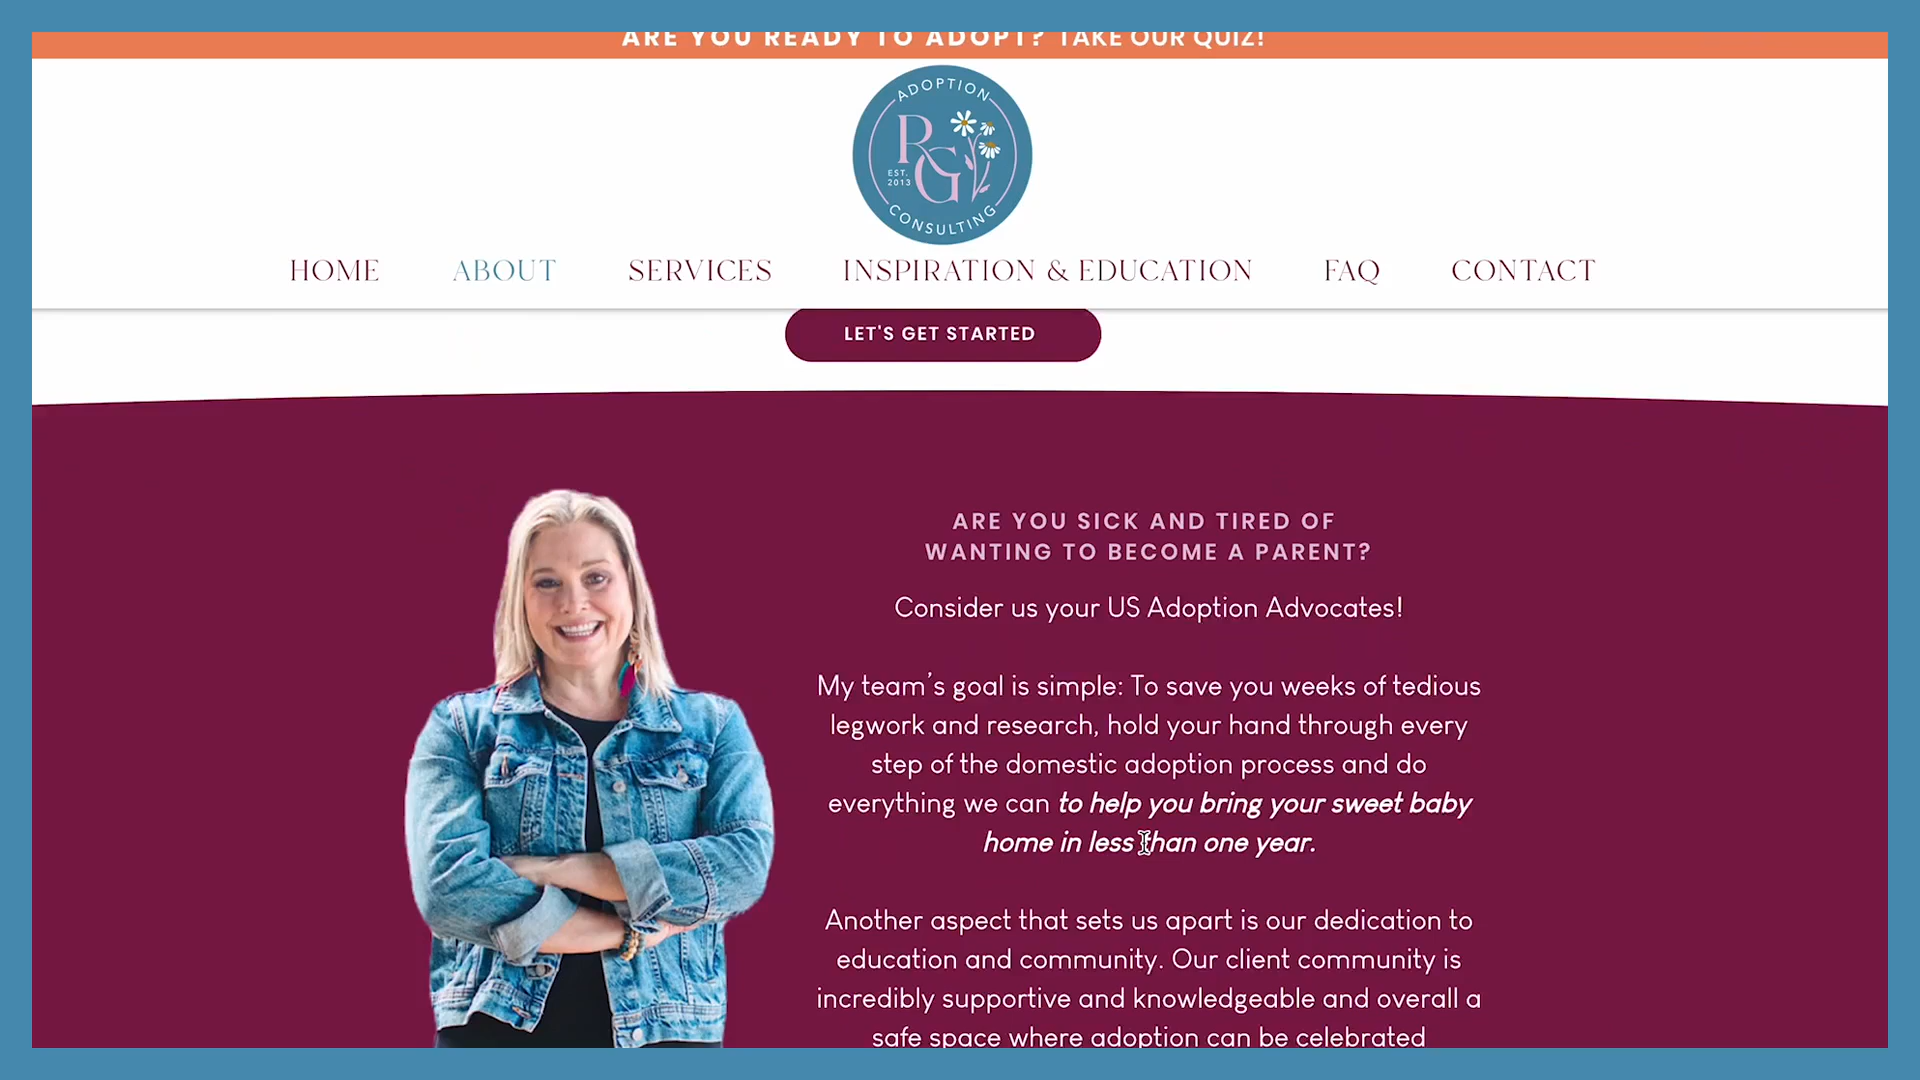 ARE YOU READY TO ADOPT? TAKE OUR QUIZ!
ADOPTION
RG
EST.
2013
CONSULTING
HOME ABOUT SERVICES INSPIRATION & EDUCATION FAQ CONTACT
LET'S GET STARTED
ARE YOU SICK AND TIRED OF
WANTING TO BECOME A PARENT?
Consider us your US Adoption Advocates!
My team's goal is simple: To save you weeks of tedious
legwork and research, hold your hand through every
step of the domestic adoption process and do
everything we can to help you bring your sweet baby
home in less than one year.
Another aspect that sets us apart is our dedication to
education and community. Our client community is
incredibly supportive and knowledgeable and overall a
safe space where adoption can be celebrated